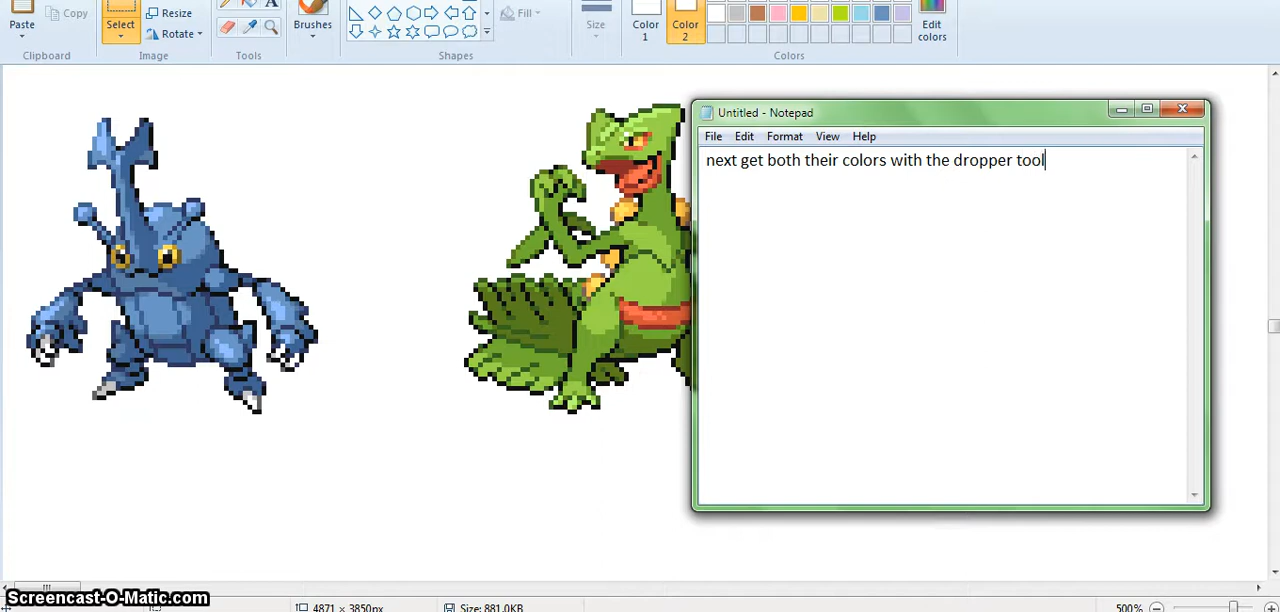 Paste
Copy
Clipboard
Select
Resize
Rotate
Image
Tools
Brushes
Shapes
Fill
Size
Color 1
Color 2
Edit colors
Colors
Untitled - Notepad
File Edit Format View Help
next get both their colors with the dropper tool
Screencast-O-Matic.com
4871 × 3850px
Size: 881.0KB
500%